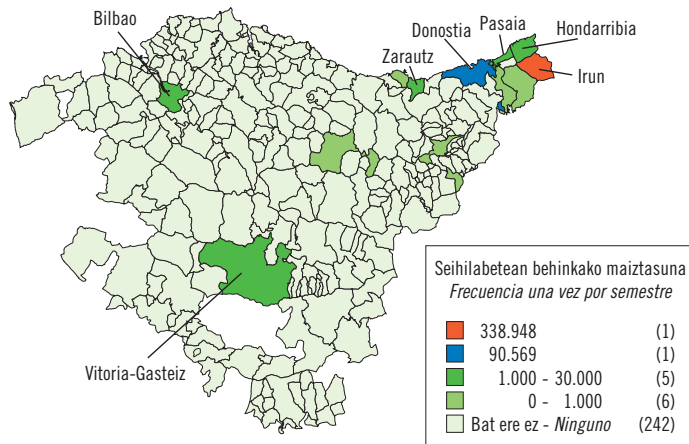 Bilbao
Donostia
Pasaia
Hondarribia
Zarautz
Irun
Vitoria-Gasteiz
Seihilabetean behinkako maiztasuna
Frecuencia una vez por semestre
338.948 (1)
90.569 (1)
1.000 - 30.000 (5)
0 - 1.000 (6)
Bat ere ez - Ninguno (242)